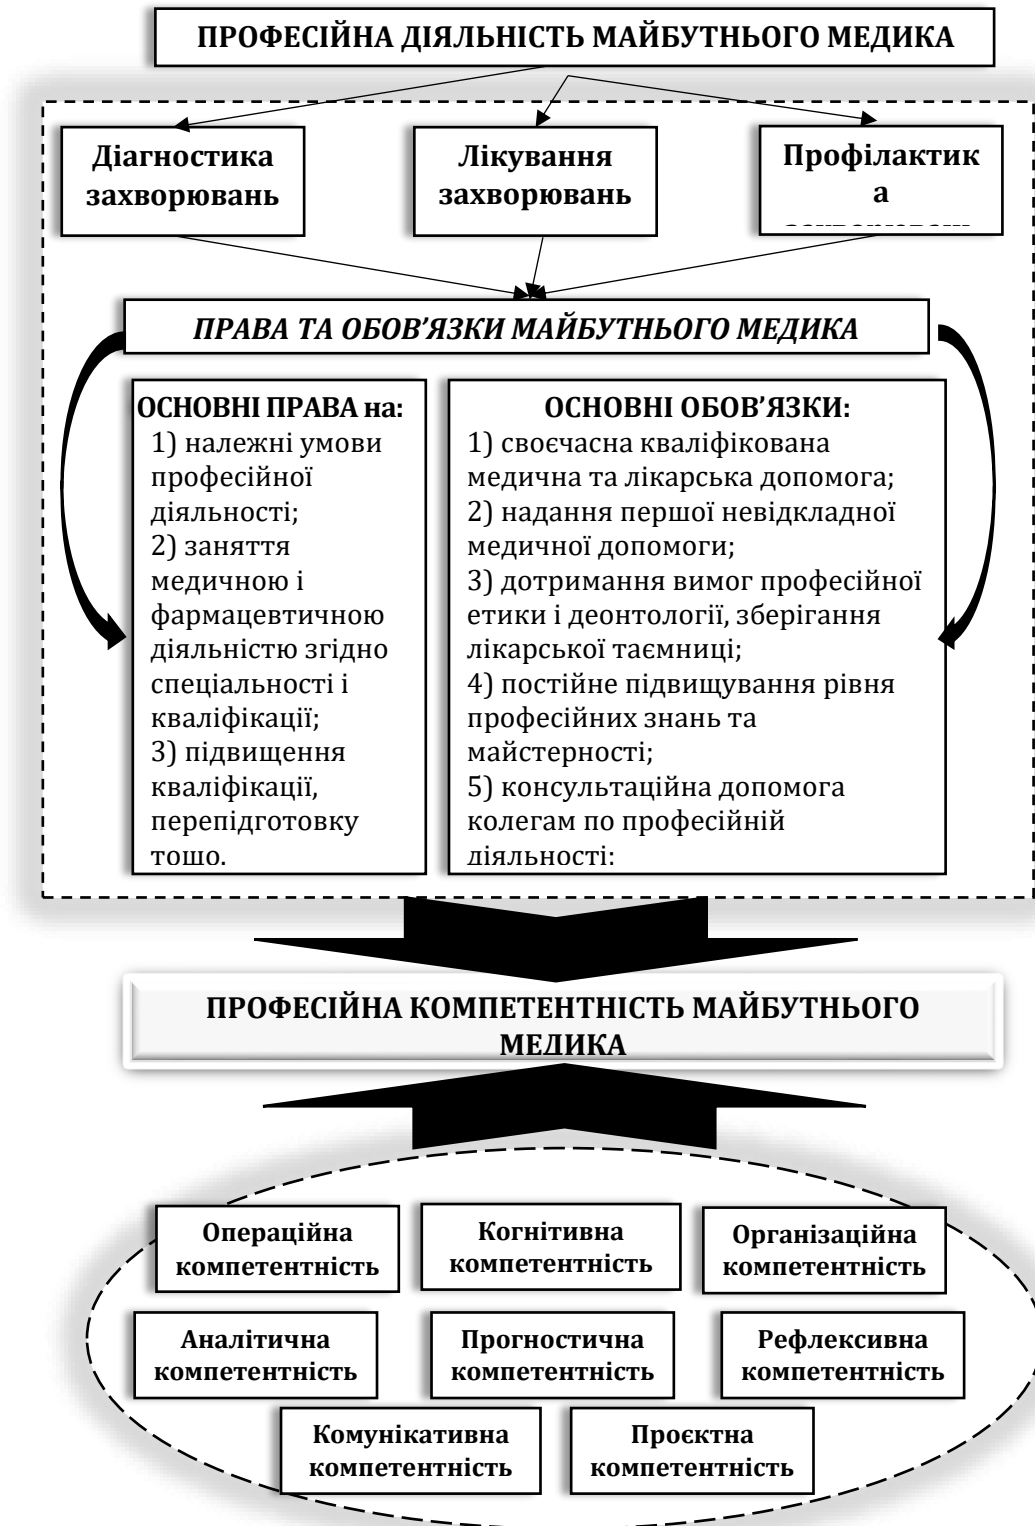 ПРОФЕСІЙНА ДІЯЛЬНІСТЬ МАЙБУТНЬОГО МЕДИКА
Діагностика
захворювань
Лікування
захворювань
Профілактик
а
ПРАВА ТА ОБОВ'ЯЗКИ МАЙБУТНЬОГО МЕДИКА
ОСНОВНІ ПРАВА на:
1) належні умови
професійної
діяльності;
2) заняття
медичною і
фармацевтичною
діяльністю згідно
спеціальності і
кваліфікації;
3) підвищення
кваліфікації,
перепідготовку
тощо.
ОСНОВНІ ОБОВ'ЯЗКИ:
1) своєчасна кваліфікована
медична та лікарська допомога;
2) надання першої невідкладної
медичної допомоги;
3) дотримання вимог професійної
етики і деонтології, зберігання
лікарської таємниці;
4) постійне підвищування рівня
професійних знань та
майстерності;
5) консультаційна допомога
колегам по професійній
діяльності;
ПРОФЕСІЙНА КОМПЕТЕНТНІСТЬ МАЙБУТНЬОГО
МЕДИКА
Операційна
компетентність
Когнітивна
компетентність
Організаційна
компетентність
Аналітична
компетентність
Прогностична
компетентність
Рефлексивна
компетентність
Комунікативна
компетентність
Проєктна
компетентність